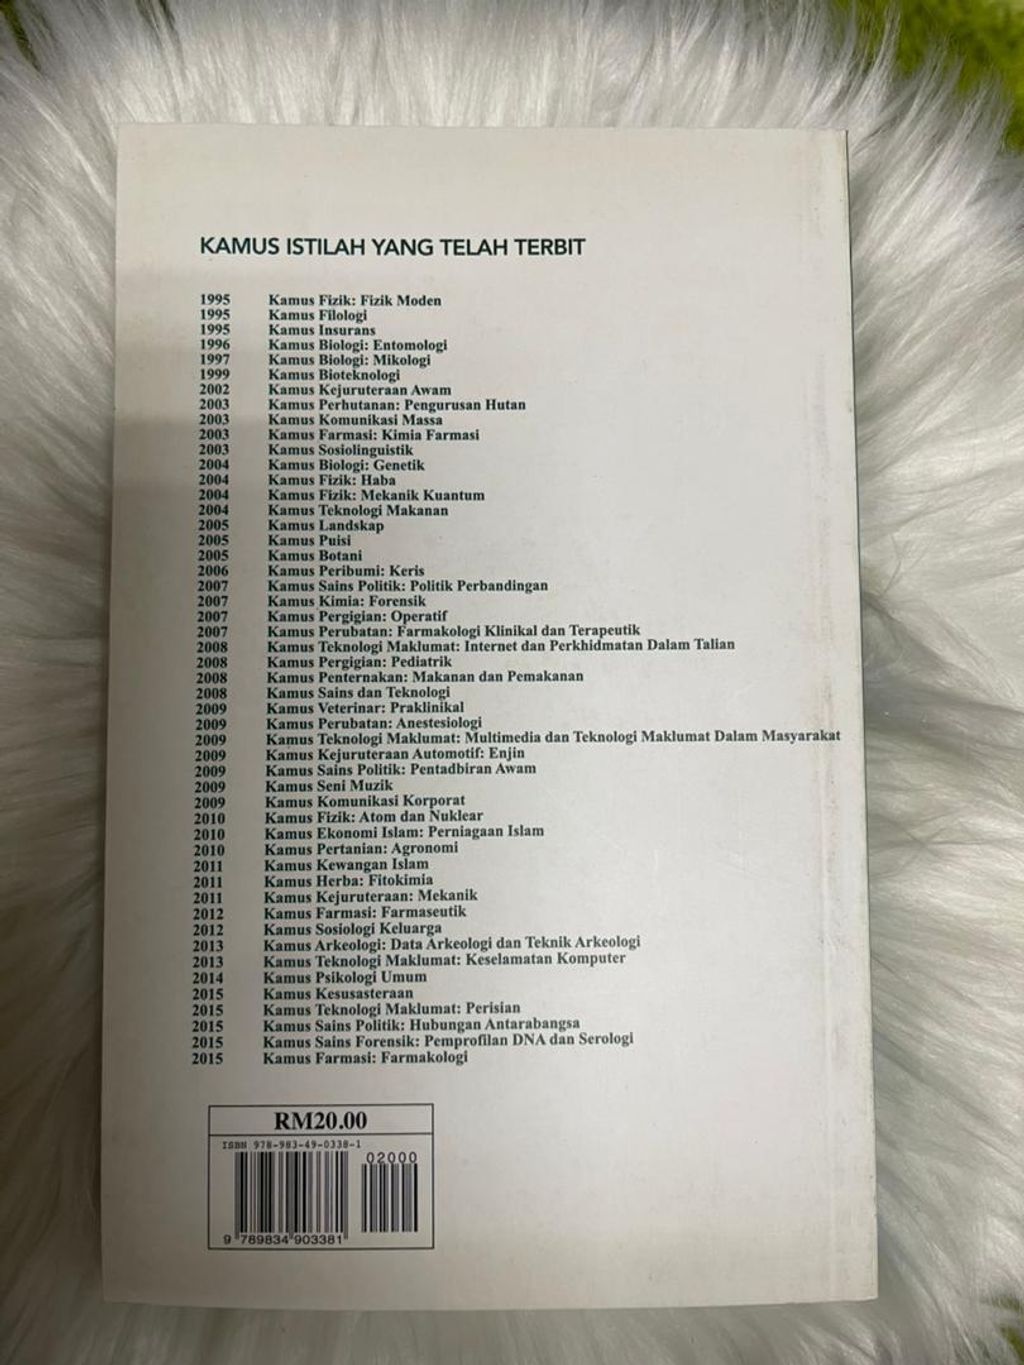 KAMUS ISTILAH YANG TELAH TERBIT
1995 Kamus Fizik: Fizik Moden
1995 Kamus Filologi
1995 Kamus Insurans
1996 Kamus Biologi: Entomologi
1997 Kamus Biologi: Mikologi
1999 Kamus Bioteknologi
2002 Kamus Kejuruteraan Awam
2003 Kamus Perhutanan: Pengurusan Hutan
2003 Kamus Komunikasi Massa
2003 Kamus Farmasi: Kimia Farmasi
2003 Kamus Sosiolinguistik
2004 Kamus Biologi: Genetik
2004 Kamus Fizik: Haba
2004 Kamus Fizik: Mekanik Kuantum
2004 Kamus Teknologi Makanan
2005 Kamus Landskap
2005 Kamus Puisi
2005 Kamus Botani
2006 Kamus Peribumi: Keris
2007 Kamus Sains Politik: Politik Perbandingan
2007 Kamus Kimia: Forensik
2007 Kamus Pergigian: Operatif
2007 Kamus Perubatan: Farmakologi Klinikal dan Terapeutik
2008 Kamus Teknologi Maklumat: Internet dan Perkhidmatan Dalam Talian
2008 Kamus Pergigian: Pediatrik
2008 Kamus Penternakan: Makanan dan Pemakanan
2008 Kamus Sains dan Teknologi
2009 Kamus Veterinar: Praklinikal
2009 Kamus Perubatan: Anestesiologi
2009 Kamus Teknologi Maklumat: Multimedia dan Teknologi Maklumat Dalam Masyarakat
2009 Kamus Kejuruteraan Automotif: Enjin
2009 Kamus Sains Politik: Pentadbiran Awam
2009 Kamus Seni Muzik
2009 Kamus Komunikasi Korporat
2010 Kamus Fizik: Atom dan Nuklear
2010 Kamus Ekonomi Islam: Perniagaan Islam
2010 Kamus Pertanian: Agronomi
2011 Kamus Kewangan Islam
2011 Kamus Herba: Fitokimia
2011 Kamus Kejuruteraan: Mekanik
2012 Kamus Farmasi: Farmaseutik
2012 Kamus Sosiologi Keluarga
2013 Kamus Arkeologi: Data Arkeologi dan Teknik Arkeologi
2013 Kamus Teknologi Maklumat: Keselamatan Komputer
2014 Kamus Psikologi Umum
2015 Kamus Kesusasteraan
2015 Kamus Teknologi Maklumat: Perisian
2015 Kamus Sains Politik: Hubungan Antarabangsa
2015 Kamus Sains Forensik: Pemprofilan DNA dan Serologi
2015 Kamus Farmasi: Farmakologi
RM20.00
ISBN 978-983-49-0338-1
02000
9 789834 903381